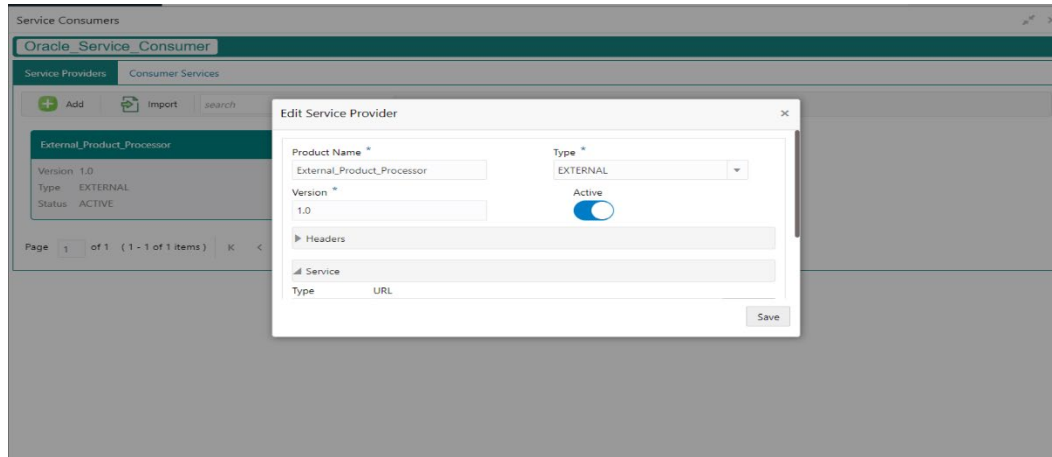 Service Consumers
Oracle_Service_Consumer
Service Providers Consumer Services
Add Import search
External_Product_Processor
Version 1.0
Type EXTERNAL
Status ACTIVE
Page 1 of 1 ( 1 - 1 of 1 items )
Edit Service Provider
Product Name * Type *
External_Product_Processor EXTERNAL
Version * Active
1.0
Headers
Service
Type URL
Save